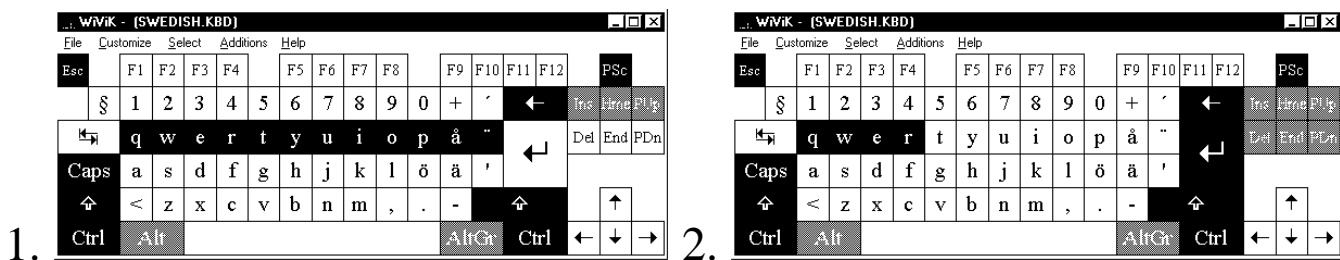 WiViK - (SWEDISH.KBD)
File Customize Select Additions Help
Esc F1 F2 F3 F4 F5 F6 F7 F8 F9 F10 F11 F12 PSc
§ 1 2 3 4 5 6 7 8 9 0 + ´ ← Ins Hme PUp
↹ q w e r t y u i o p å ¨ ↵ Del End PDn
Caps a s d f g h j k l ö ä '
⇧ < z x c v b n m , . - ⇧ ↑
1. Ctrl Alt AltGr Ctrl ← ↓ →
WiViK - (SWEDISH.KBD)
File Customize Select Additions Help
Esc F1 F2 F3 F4 F5 F6 F7 F8 F9 F10 F11 F12 PSc
§ 1 2 3 4 5 6 7 8 9 0 + ´ ← Ins Hme PUp
↹ q w e r t y u i o p å ¨ ↵ Del End PDn
Caps a s d f g h j k l ö ä '
⇧ < z x c v b n m , . - ⇧ ↑
2. Ctrl Alt AltGr Ctrl ← ↓ →